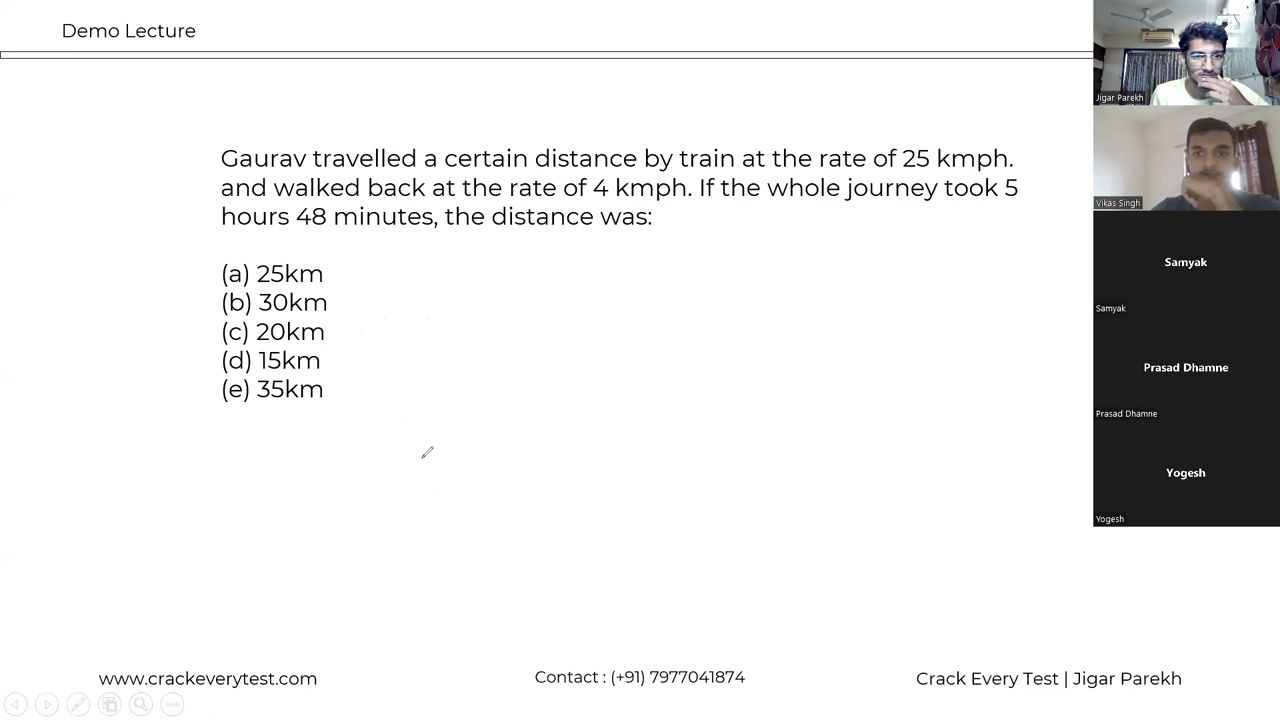 Demo Lecture
Gaurav travelled a certain distance by train at the rate of 25 kmph.
and walked back at the rate of 4 kmph. If the whole journey took 5
hours 48 minutes, the distance was:
(a) 25km
(b) 30km
(c) 20km
(d) 15km
(e) 35km
www.crackeverytest.com
Contact : (+91) 7977041874
Crack Every Test | Jigar Parekh
Jigar Parekh
Vikas Singh
Samyak
Samyak
Prasad Dhamne
Prasad Dhamne
Yogesh
Yogesh